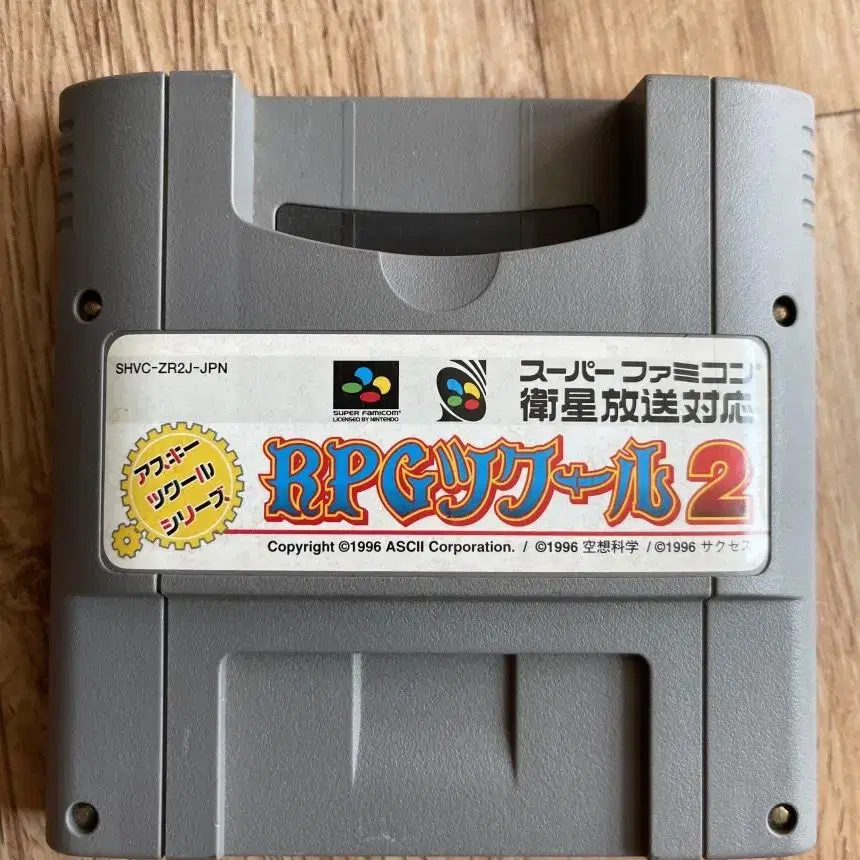 SHVC-ZR2J-JPN
SUPER FAMICOM
LICENSED BY NINTENDO
スーパーファミコン
衛星放送対応
アスキー
ツクール
シリーズ
RPGツクール2
Copyright ©1996 ASCII Corporation. / ©1996 空想科学 / ©1996 サクセス